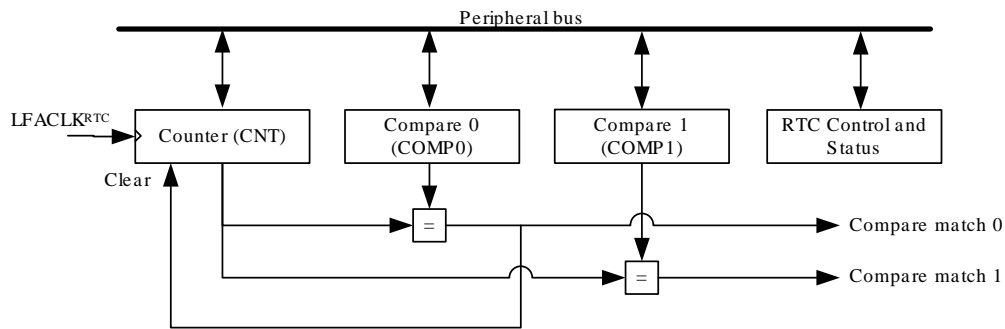 Peripheral bus
LFACLKRTC
Counter (CNT)
Compare 0
(COMP0)
Compare 1
(COMP1)
RTC Control and
Status
Clear
=
Compare match 0
=
Compare match 1